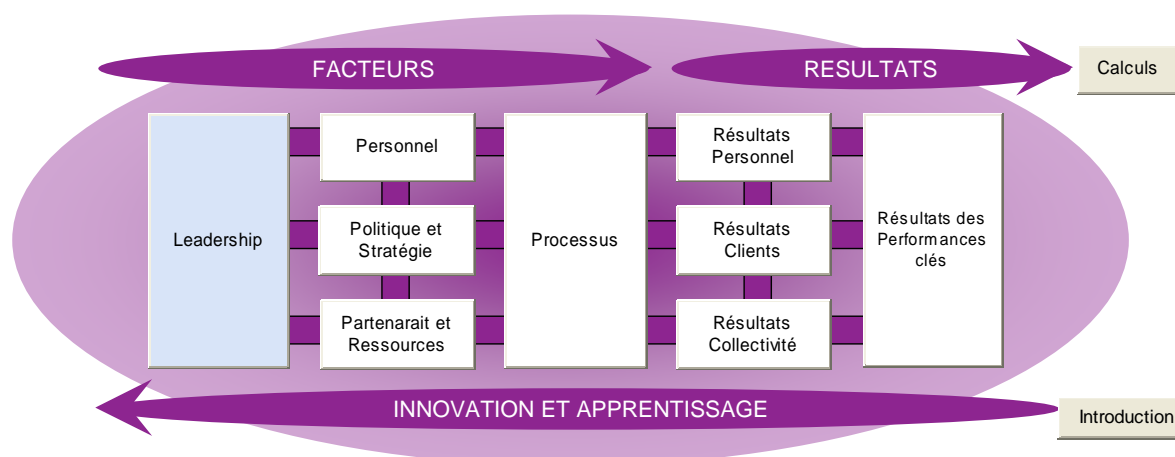 FACTEURS
RESULTATS
Calculs
Leadership
Personnel
Politique et
Stratégie
Partenarait et
Ressources
Processus
Résultats
Personnel
Résultats
Clients
Résultats
Collectivité
Résultats des
Performances
clés
INNOVATION ET APPRENTISSAGE
Introduction